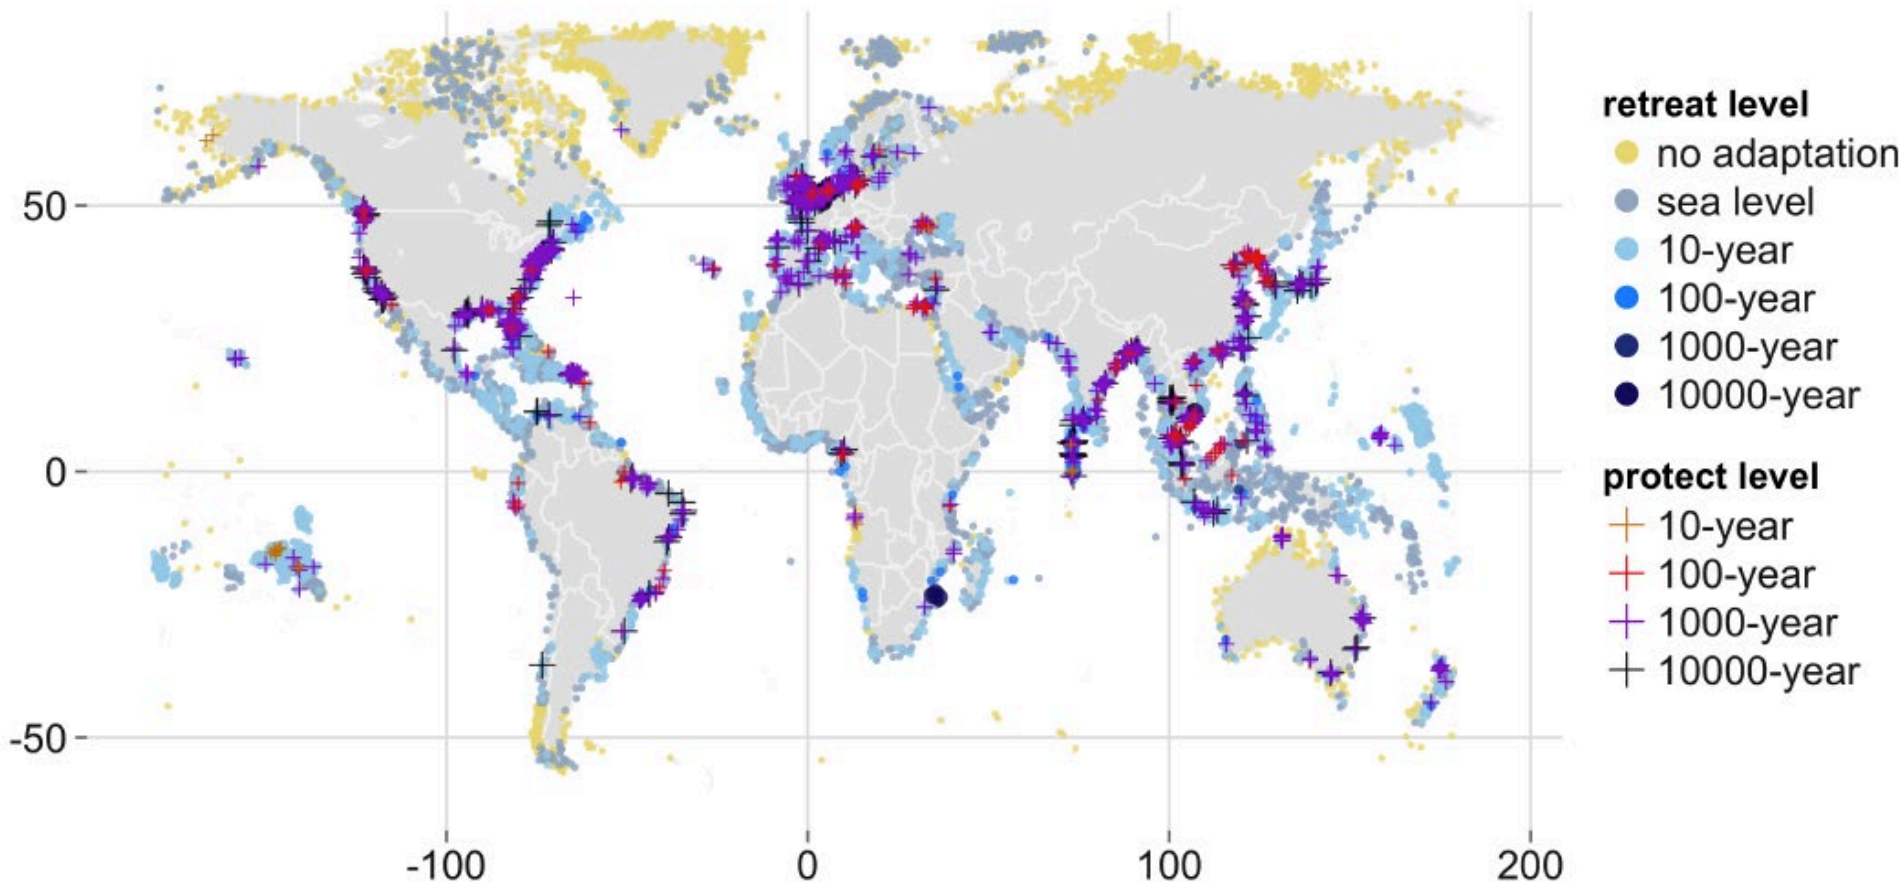 50
0
-50
-100
0
100
200
retreat level
no adaptation
sea level
10-year
100-year
1000-year
10000-year
protect level
10-year
100-year
1000-year
10000-year